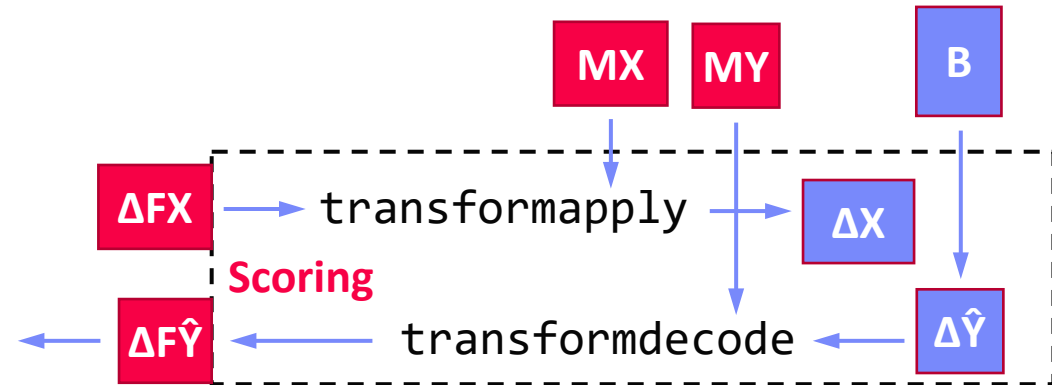 MX MY B
ΔFX transformapply ΔX
Scoring
ΔFŶ transformdecode ΔŶ